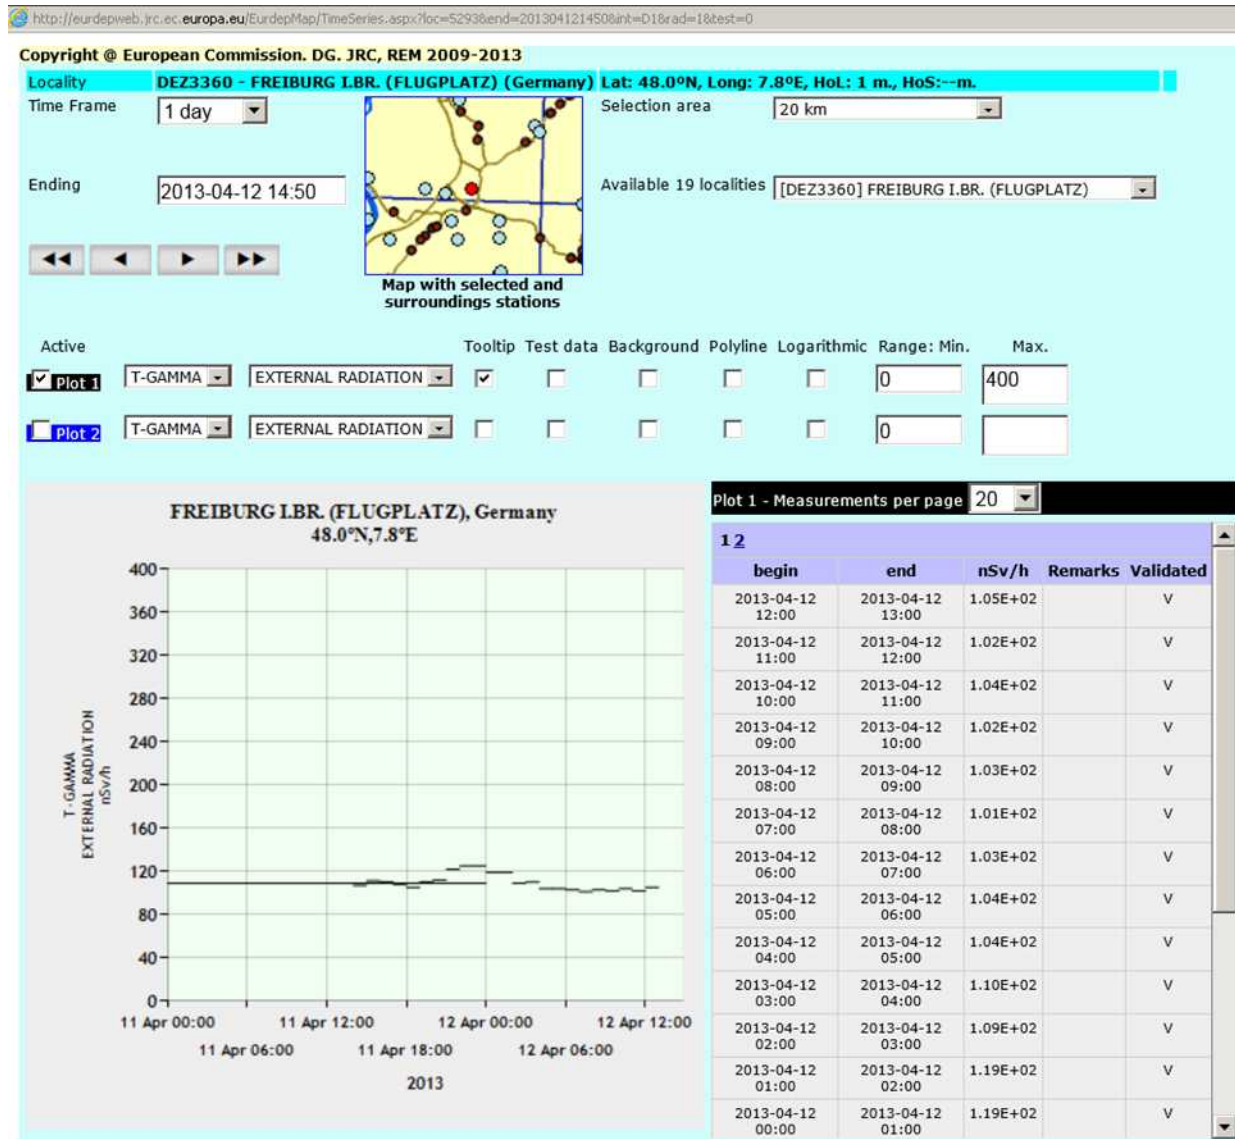 http://eurdepweb.jrc.ec.europa.eu/EurdepMap/TimeSeries.aspx?loc=5293&end=201304121450&int=D1&rad=1&test=0
Copyright @ European Commission. DG. JRC, REM 2009-2013
Locality DEZ3360 - FREIBURG I.BR. (FLUGPLATZ) (Germany) Lat: 48.0ºN, Long: 7.8ºE, HoL: 1 m., HoS:--m.
Time Frame 1 day Selection area 20 km
Ending 2013-04-12 14:50 Available 19 localities [DEZ3360] FREIBURG I.BR. (FLUGPLATZ)
Map with selected and
surroundings stations
Active Tooltip Test data Background Polyline Logarithmic Range: Min. Max.
Plot 1 T-GAMMA EXTERNAL RADIATION 0 400
Plot 2 T-GAMMA EXTERNAL RADIATION 0
FREIBURG I.BR. (FLUGPLATZ), Germany
48.0ºN,7.8ºE
400
360
320
280
240
200
160
120
80
40
0
T-GAMMA
EXTERNAL RADIATION
nSv/h
11 Apr 00:00 11 Apr 12:00 12 Apr 00:00 12 Apr 12:00
11 Apr 06:00 11 Apr 18:00 12 Apr 06:00
2013
Plot 1 - Measurements per page 20
1 2
begin end nSv/h Remarks Validated
2013-04-12 2013-04-12 1.05E+02 V
12:00 13:00
2013-04-12 2013-04-12 1.02E+02 V
11:00 12:00
2013-04-12 2013-04-12 1.04E+02 V
10:00 11:00
2013-04-12 2013-04-12 1.02E+02 V
09:00 10:00
2013-04-12 2013-04-12 1.03E+02 V
08:00 09:00
2013-04-12 2013-04-12 1.01E+02 V
07:00 08:00
2013-04-12 2013-04-12 1.03E+02 V
06:00 07:00
2013-04-12 2013-04-12 1.04E+02 V
05:00 06:00
2013-04-12 2013-04-12 1.04E+02 V
04:00 05:00
2013-04-12 2013-04-12 1.10E+02 V
03:00 04:00
2013-04-12 2013-04-12 1.09E+02 V
02:00 03:00
2013-04-12 2013-04-12 1.19E+02 V
01:00 02:00
2013-04-12 2013-04-12 1.19E+02 V
00:00 01:00